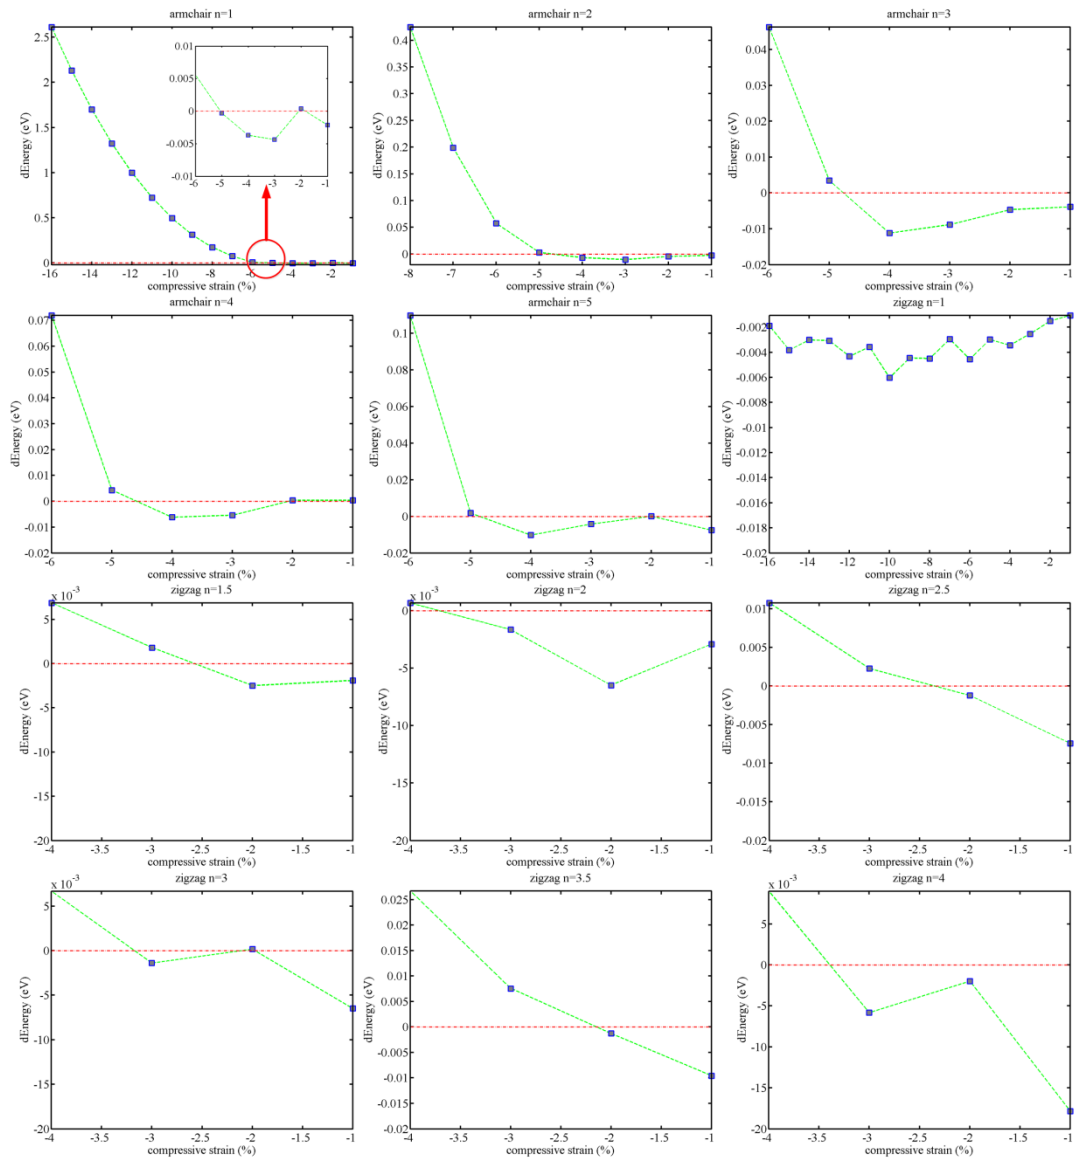 armchair n=1
dEnergy (eV)
2.5
2
1.5
1
0.5
0
-16 -14 -12 -10 -8 -6 -4 -2
compressive strain (%)
0.01
0.005
0
-0.005
-0.01
-6 -5 -4 -3 -2 -1
armchair n=2
dEnergy (eV)
0.4
0.35
0.3
0.25
0.2
0.15
0.1
0.05
0
-8 -7 -6 -5 -4 -3 -2 -1
compressive strain (%)
armchair n=3
dEnergy (eV)
0.04
0.03
0.02
0.01
0
-0.01
-0.02
-6 -5 -4 -3 -2 -1
compressive strain (%)
armchair n=4
dEnergy (eV)
0.07
0.06
0.05
0.04
0.03
0.02
0.01
0
-0.01
-0.02
-6 -5 -4 -3 -2 -1
compressive strain (%)
armchair n=5
dEnergy (eV)
0.1
0.08
0.06
0.04
0.02
0
-0.02
-6 -5 -4 -3 -2 -1
compressive strain (%)
zigzag n=1
dEnergy (eV)
-0.002
-0.004
-0.006
-0.008
-0.01
-0.012
-0.014
-0.016
-0.018
-0.02
-16 -14 -12 -10 -8 -6 -4 -2
compressive strain (%)
zigzag n=1.5
x 10⁻³
dEnergy (eV)
5
0
-5
-10
-15
-20
-4 -3.5 -3 -2.5 -2 -1.5 -1
compressive strain (%)
zigzag n=2
x 10⁻³
dEnergy (eV)
0
-5
-10
-15
-20
-4 -3.5 -3 -2.5 -2 -1.5 -1
compressive strain (%)
zigzag n=2.5
dEnergy (eV)
0.01
0.005
0
-0.005
-0.01
-0.015
-0.02
-4 -3.5 -3 -2.5 -2 -1.5 -1
compressive strain (%)
zigzag n=3
x 10⁻³
dEnergy (eV)
5
0
-5
-10
-15
-20
-4 -3.5 -3 -2.5 -2 -1.5 -1
compressive strain (%)
zigzag n=3.5
dEnergy (eV)
0.025
0.02
0.015
0.01
0.005
0
-0.005
-0.01
-0.015
-0.02
-4 -3.5 -3 -2.5 -2 -1.5 -1
compressive strain (%)
zigzag n=4
x 10⁻³
dEnergy (eV)
5
0
-5
-10
-15
-20
-4 -3.5 -3 -2.5 -2 -1.5 -1
compressive strain (%)